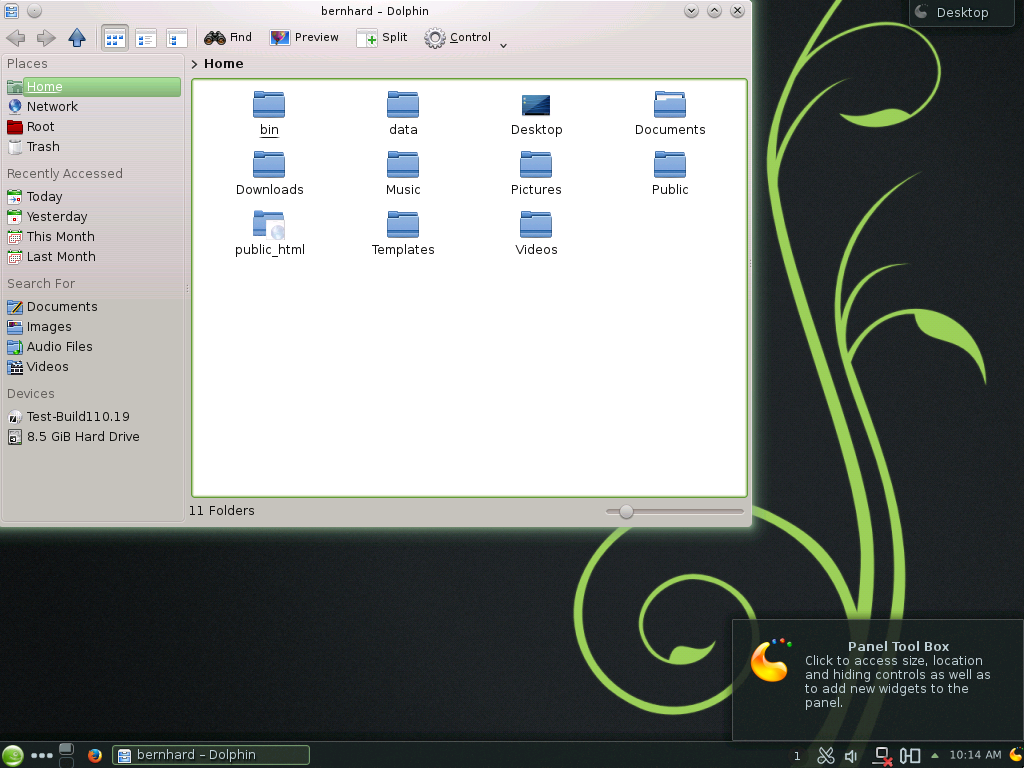 bernhard – Dolphin
Desktop
Find
Preview
Split
Control
Places
Home
Network
Root
Trash
Recently Accessed
Today
Yesterday
This Month
Last Month
Search For
Documents
Images
Audio Files
Videos
Devices
Test-Build110.19
8.5 GiB Hard Drive
> Home
bin data Desktop Documents
Downloads Music Pictures Public
public_html Templates Videos
11 Folders
Panel Tool Box
Click to access size, location
and hiding controls as well as
to add new widgets to the
panel.
bernhard – Dolphin
1
10:14 AM